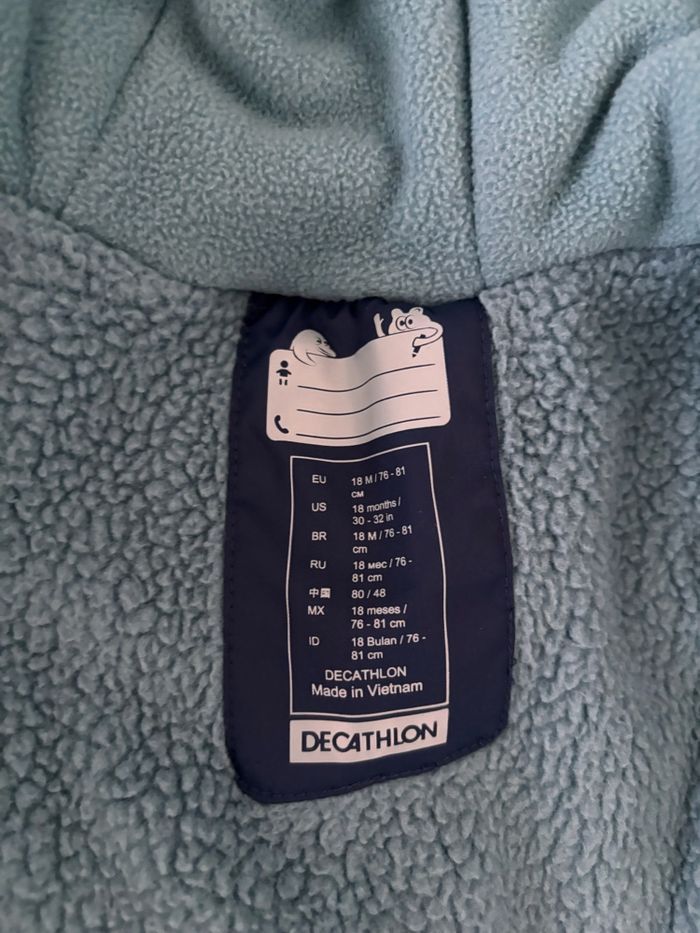 EU 18 M / 76 - 81
CM
US 18 months /
30 - 32 in
BR 18 M / 76 - 81
cm
RU 18 мес / 76 -
81 cm
中国 80 / 48
MX 18 meses /
76 - 81 cm
ID 18 Bulan / 76 -
81 cm
DECATHLON
Made in Vietnam
DECATHLON